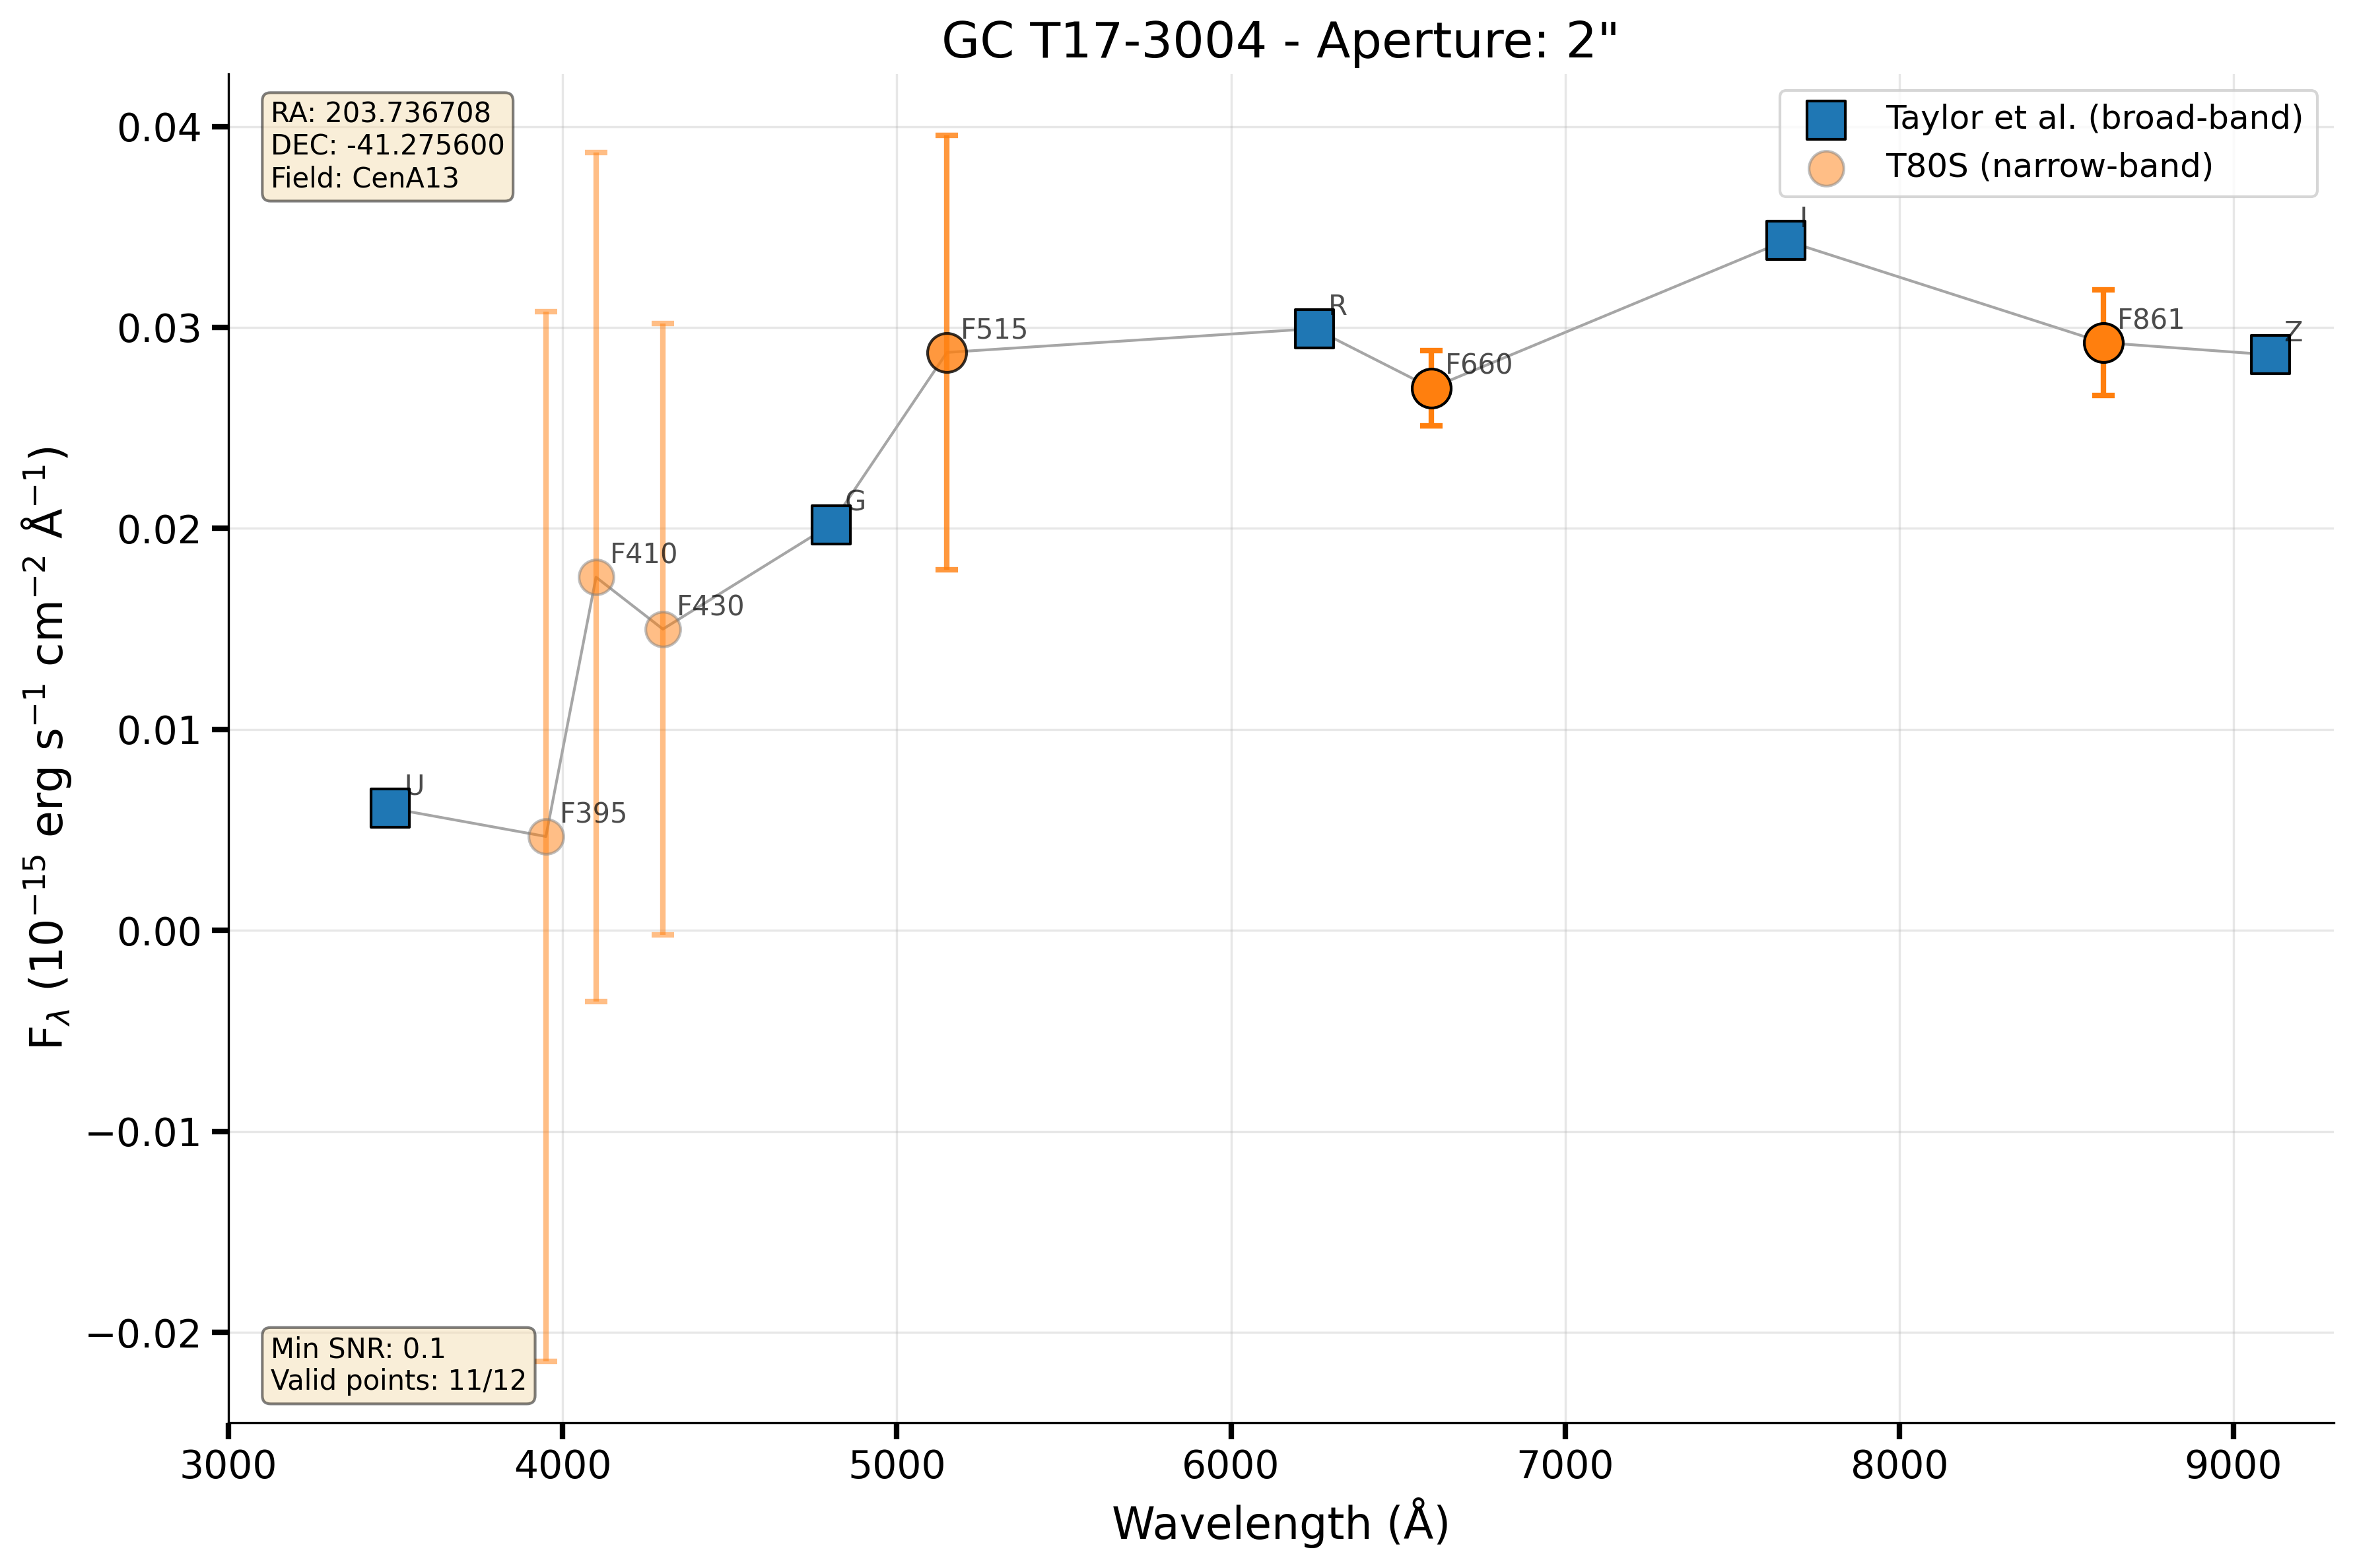 GC T17-3004 - Aperture: 2"
RA: 203.736708
DEC: -41.275600
Field: CenA13
Taylor et al. (broad-band)
T80S (narrow-band)
0.04
0.03
0.02
0.01
0.00
−0.01
−0.02
F$_{\lambda}$ (10$^{-15}$ erg s$^{-1}$ cm$^{-2}$ Å$^{-1}$)
U
F395
F410
F430
G
F515
R
F660
I
F861
Z
Min SNR: 0.1
Valid points: 11/12
3000 4000 5000 6000 7000 8000 9000
Wavelength (Å)